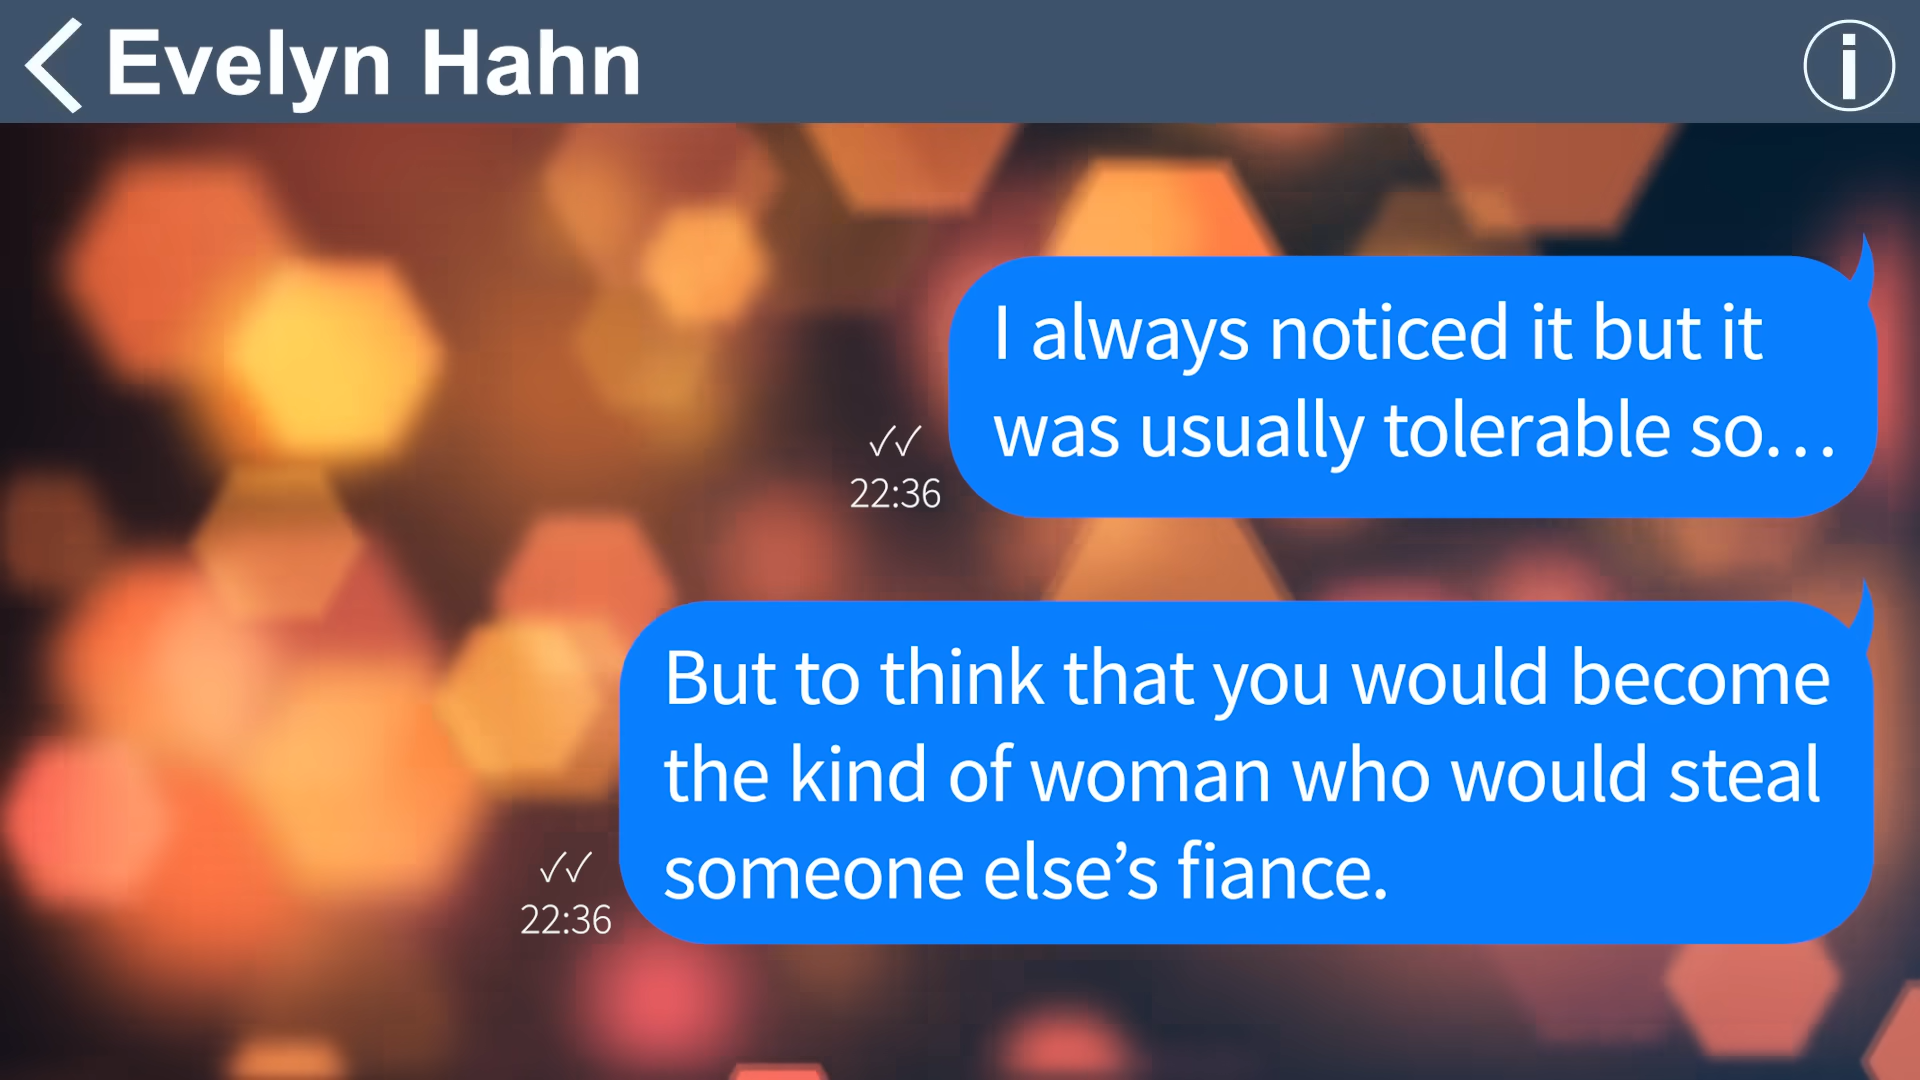 Evelyn Hahn
I always noticed it but it
was usually tolerable so…
22:36
But to think that you would become
the kind of woman who would steal
someone else’s fiance.
22:36